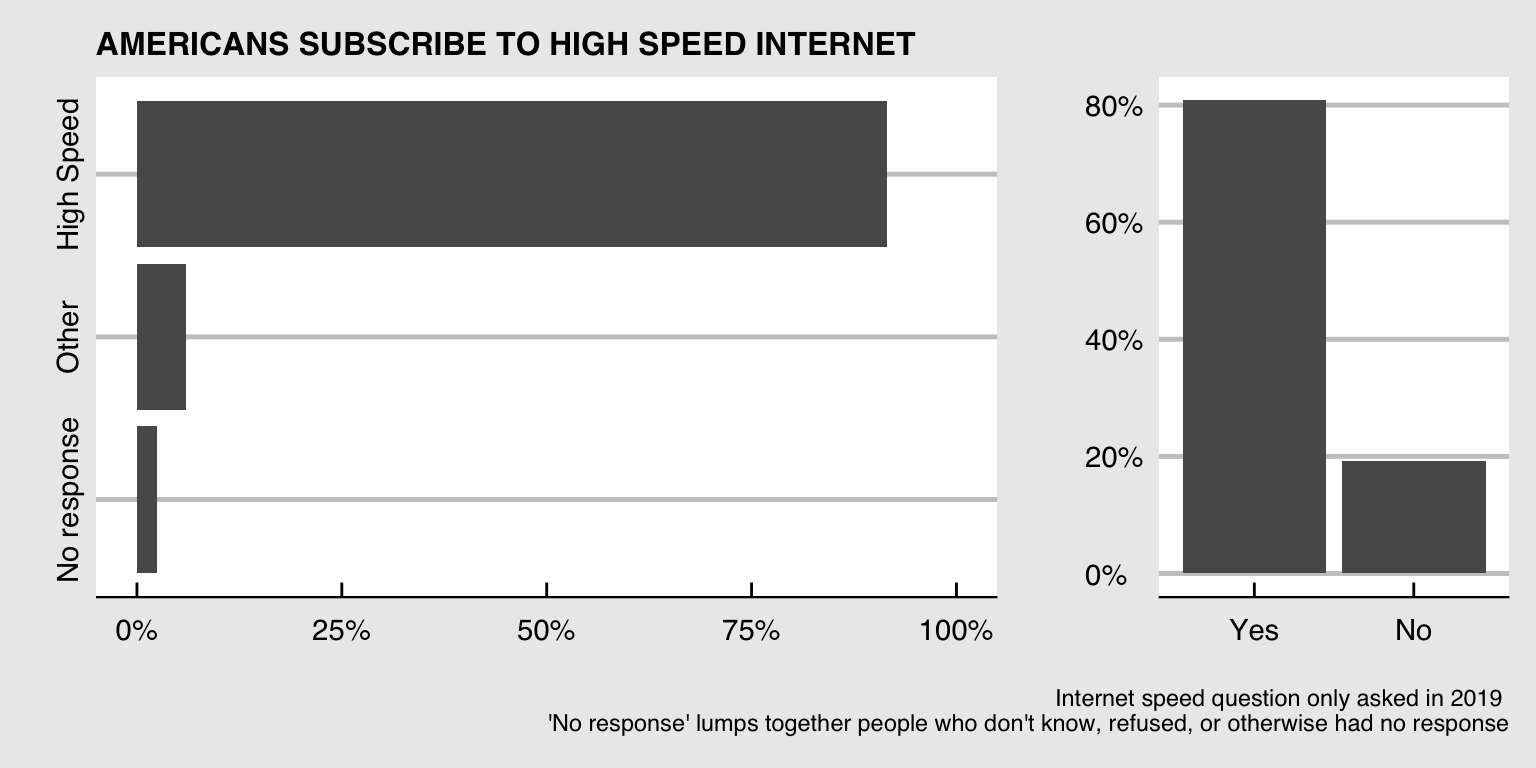 AMERICANS SUBSCRIBE TO HIGH SPEED INTERNET
High Speed
Other
No response
0%
25%
50%
75%
100%
80%
60%
40%
20%
0%
Yes
No
Internet speed question only asked in 2019
'No response' lumps together people who don't know, refused, or otherwise had no response